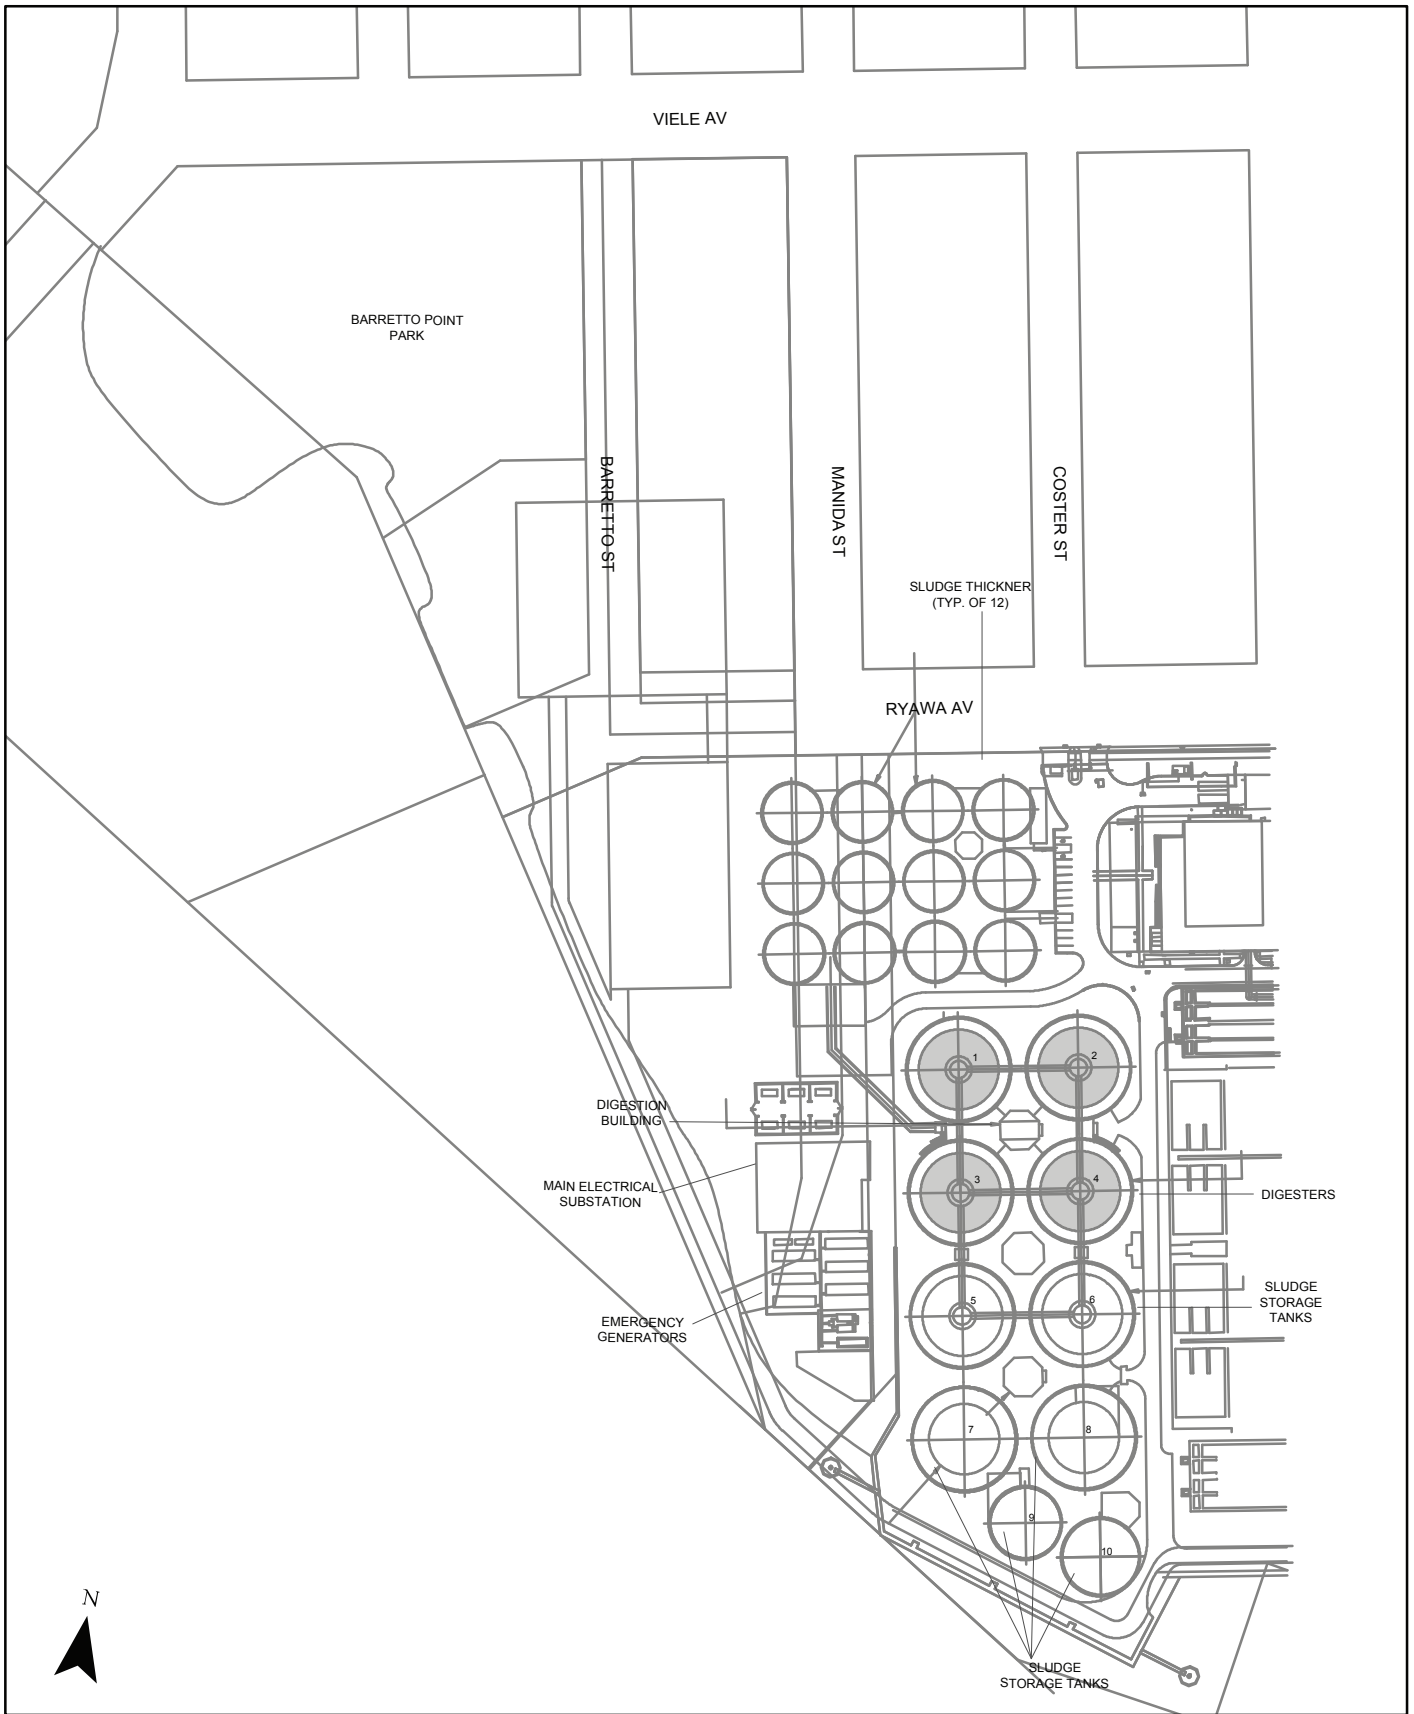 VIELE AV
BARRETTO POINT
PARK
BARRETTO ST
MANIDA ST
COSTER ST
SLUDGE THICKNER
(TYP. OF 12)
RYAWA AV
1
2
DIGESTION
BUILDING
3
4
MAIN ELECTRICAL
SUBSTATION
DIGESTERS
5
6
SLUDGE
STORAGE
TANKS
EMERGENCY
GENERATORS
7
8
9
10
N
SLUDGE
STORAGE TANKS